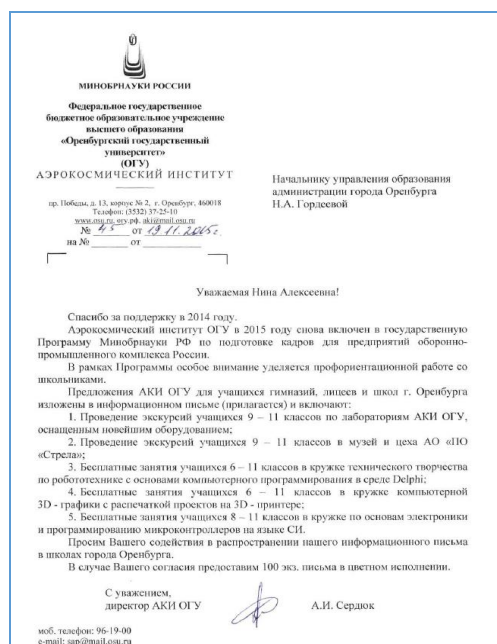 МИНОБРНАУКИ РОССИИ
Федеральное государственное
бюджетное образовательное учреждение
высшего образования
«Оренбургский государственный
университет»
(ОГУ)
АЭРОКОСМИЧЕСКИЙ ИНСТИТУТ
пр. Победы, д. 13, корпус № 2, г. Оренбург, 460018
Телефон: (3532) 37-25-10
www.osu.ru, огу.рф, aki@mail.osu.ru
№ 45 от 19.11.2015г.
на № от
Начальнику управления образования
администрации города Оренбурга
Н.А. Гордеевой
Уважаемая Нина Алексеевна!
Спасибо за поддержку в 2014 году.
Аэрокосмический институт ОГУ в 2015 году снова включен в государственную
Программу Минобрнауки РФ по подготовке кадров для предприятий оборонно-
промышленного комплекса России.
В рамках Программы особое внимание уделяется профориентационной работе со
школьниками.
Предложения АКИ ОГУ для учащихся гимназий, лицеев и школ г. Оренбурга
изложены в информационном письме (прилагается) и включают:
1. Проведение экскурсий учащихся 9 – 11 классов по лабораториям АКИ ОГУ,
оснащенным новейшим оборудованием;
2. Проведение экскурсий учащихся 9 – 11 классов в музей и цеха АО «ПО
«Стрела»;
3. Бесплатные занятия учащихся 6 – 11 классов в кружке технического творчества
по робототехнике с основами компьютерного программирования в среде Delphi;
4. Бесплатные занятия учащихся 6 – 11 классов в кружке компьютерной
3D - графики с распечаткой проектов на 3D - принтере;
5. Бесплатные занятия учащихся 8 – 11 классов в кружке по основам электроники
и программированию микроконтроллеров на языке СИ.
Просим Вашего содействия в распространении нашего информационного письма
в школах города Оренбурга.
В случае Вашего согласия предоставим 100 экз. письма в цветном исполнении.
С уважением,
директор АКИ ОГУ А.И. Сердюк
моб. телефон: 96-19-00
e-mail: sap@mail.osu.ru